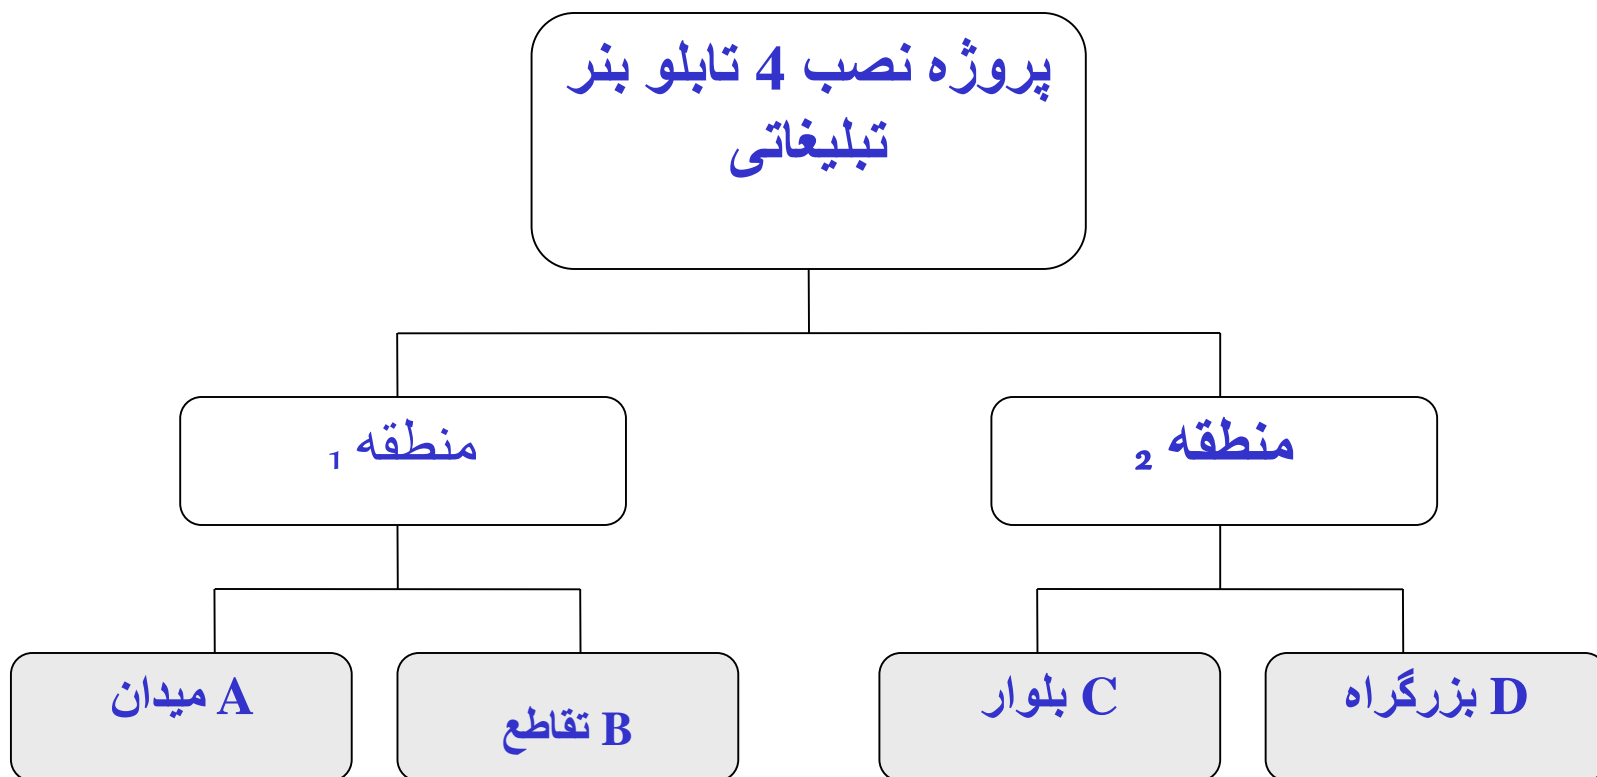 پروژه نصب 4 تابلو بنر
تبلیغاتی
منطقه 1
منطقه 2
میدان A
تقاطع B
بلوار C
بزرگراه D